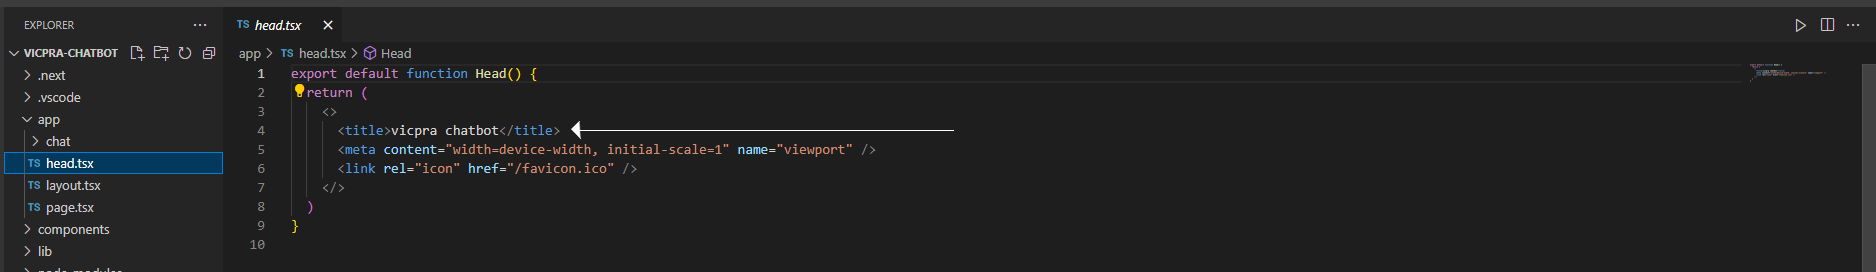 EXPLORER ···
VICPRA-CHATBOT
.next
.vscode
app
chat
TS head.tsx
TS layout.tsx
TS page.tsx
components
lib
TS head.tsx ×
app > TS head.tsx > Head
1 export default function Head() {
2 return (
3 <>
4 <title>vicpra chatbot</title>
5 <meta content="width=device-width, initial-scale=1" name="viewport" />
6 <link rel="icon" href="/favicon.ico" />
7 </>
8 )
9 }
10